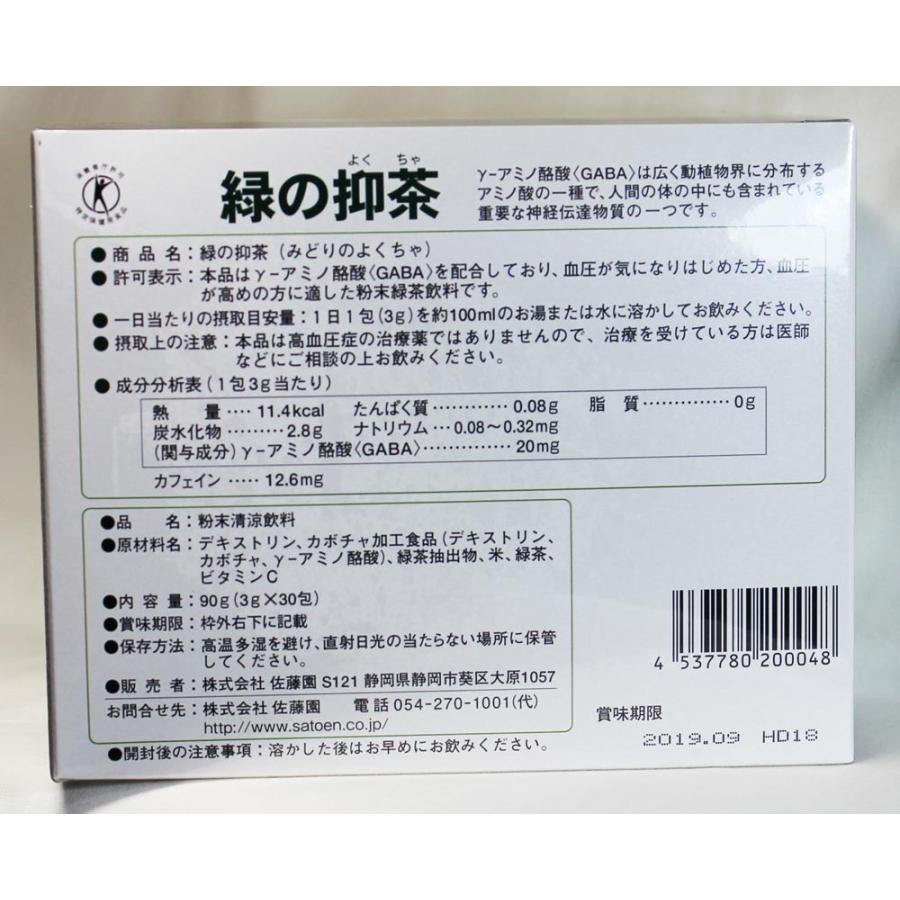 消費者庁許可
特定保健用食品
よくちゃ
緑の抑茶
γ-アミノ酪酸〈GABA〉は広く動植物界に分布する
アミノ酸の一種で、人間の体の中にも含まれている
重要な神経伝達物質の一つです。
●商品名：緑の抑茶（みどりのよくちゃ）
●許可表示：本品はγ-アミノ酪酸〈GABA〉を配合しており、血圧が気になりはじめた方、血圧
が高めの方に適した粉末緑茶飲料です。
●一日当たりの摂取目安量：1日1包（3g）を約100mlのお湯または水に溶かしてお飲みください。
●摂取上の注意：本品は高血圧症の治療薬ではありませんので、治療を受けている方は医師
などにご相談の上お飲みください。
●成分分析表（1包3g当たり）
熱量‥‥11.4kcal たんぱく質…………0.08g 脂質…………0g
炭水化物………2.8g ナトリウム…0.08～0.32mg
（関与成分）γ-アミノ酪酸〈GABA〉…………20mg
カフェイン……12.6mg
●品名：粉末清涼飲料
●原材料名：デキストリン、カボチャ加工食品（デキストリン、
カボチャ、γ-アミノ酪酸）、緑茶抽出物、米、緑茶、
ビタミンC
●内容量：90g（3g×30包）
●賞味期限：枠外右下に記載
●保存方法：高温多湿を避け、直射日光の当たらない場所に保管
してください。
●販売者：株式会社 佐藤園 S121 静岡県静岡市葵区大原1057
お問合せ先：株式会社 佐藤園 電話 054-270-1001（代）
http://www.satoen.co.jp/
●開封後の注意事項：溶かした後はお早めにお飲みください。
4 537780 200048
賞味期限
2019.09 HD18